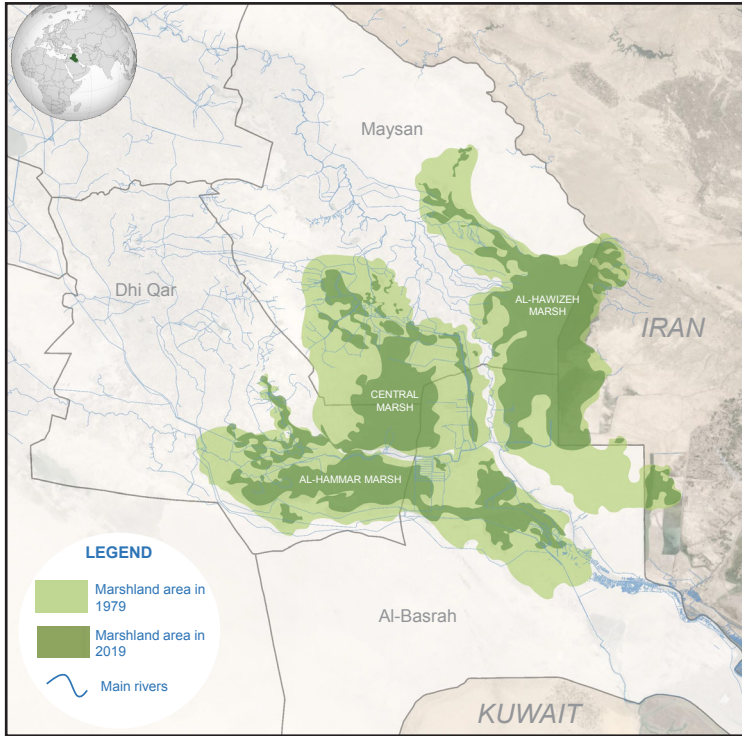 Maysan
Dhi Qar
AL-HAWIZEH
MARSH
IRAN
CENTRAL
MARSH
AL-HAMMAR MARSH
LEGEND
Marshland area in
1979
Marshland area in
2019
Main rivers
Al-Basrah
KUWAIT